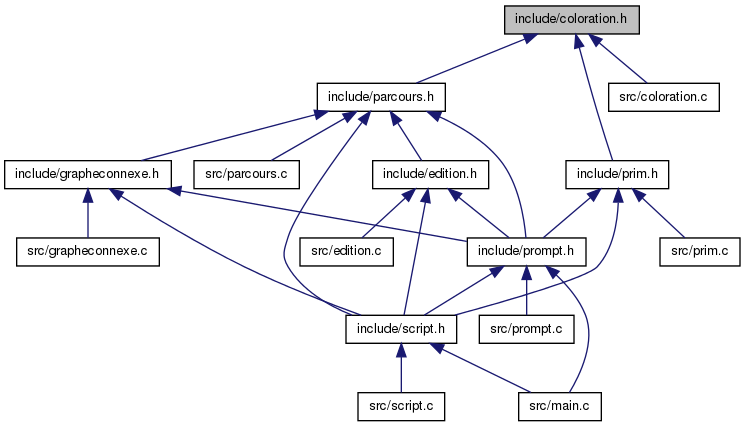 include/coloration.h
include/parcours.h
src/coloration.c
include/grapheconnexe.h
src/parcours.c
include/edition.h
include/prim.h
src/grapheconnexe.c
src/edition.c
include/prompt.h
src/prim.c
include/script.h
src/prompt.c
src/script.c
src/main.c